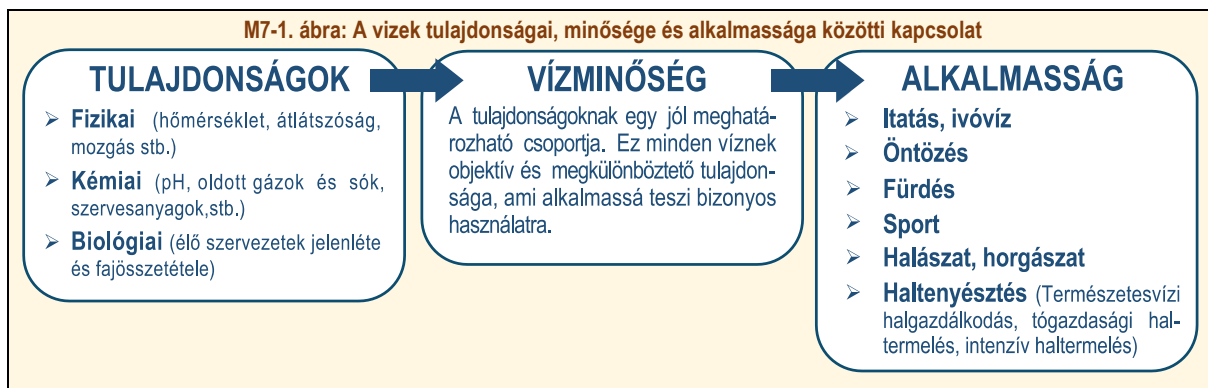 M7-1. ábra: A vizek tulajdonságai, minősége és alkalmassága közötti kapcsolat
TULAJDONSÁGOK
➢ Fizikai (hőmérséklet, átlátszóság,
mozgás stb.)
➢ Kémiai (pH, oldott gázok és sók,
szervesanyagok,stb.)
➢ Biológiai (élő szervezetek jelenléte
és fajösszetétele)
VÍZMINŐSÉG
A tulajdonságoknak egy jól meghatá-
rozható csoportja. Ez minden víznek
objektív és megkülönböztető tulajdon-
sága, ami alkalmassá teszi bizonyos
használatra.
ALKALMASSÁG
➢ Itatás, ivóvíz
➢ Öntözés
➢ Fürdés
➢ Sport
➢ Halászat, horgászat
➢ Haltenyésztés (Természetesvízi
halgazdálkodás, tógazdasági hal-
termelés, intenzív haltermelés)